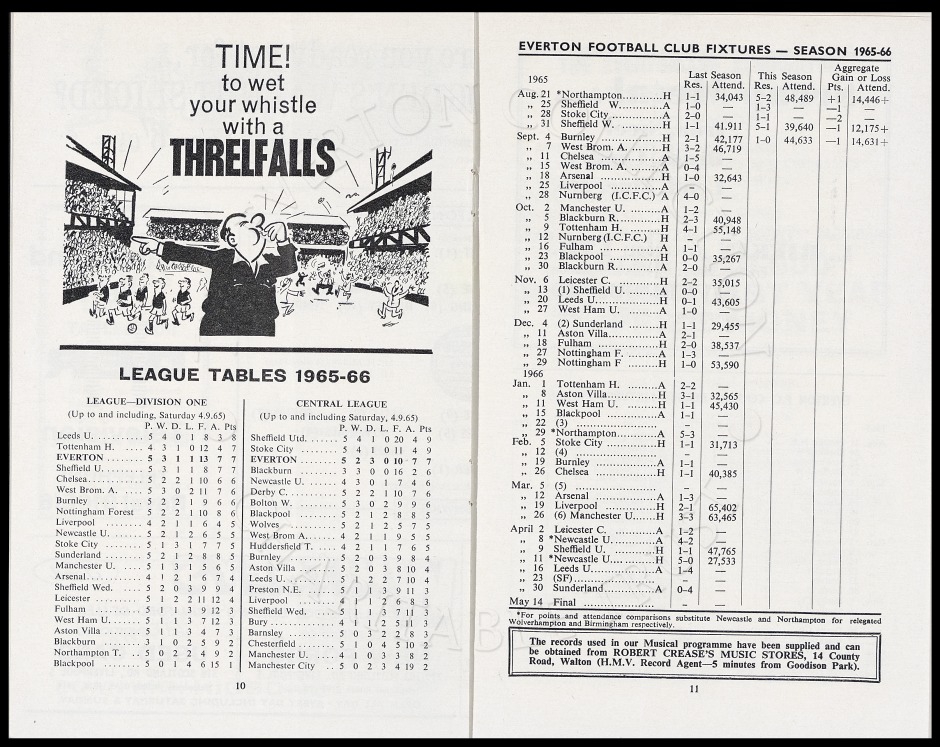 TIME!
to wet
your whistle
with a
THRELFALLS
LEAGUE TABLES 1965-66
LEAGUE—DIVISION ONE
(Up to and including, Saturday 4.9.65)
P. W. D. L. F. A. Pts
Leeds U. .......... 5 4 0 1 8 3 8
Tottenham H. ..... 4 3 1 0 12 4 7
EVERTON ........ 5 3 1 1 13 7 7
Sheffield U. ....... 5 3 1 1 8 7 7
Chelsea............ 5 2 2 1 10 6 6
West Brom. A. .... 5 3 0 2 11 7 6
Burnley .......... 5 2 2 1 9 6 6
Nottingham Forest 5 2 2 1 10 8 6
Liverpool ......... 4 2 1 1 6 4 5
Newcastle U. ...... 5 2 1 2 6 5 5
Stoke City ........ 5 1 3 1 7 7 5
Sunderland ....... 5 2 1 2 8 8 5
Manchester U. .... 5 1 3 1 5 6 5
Arsenal........... 4 1 2 1 6 7 4
Sheffield Wed. .... 5 2 0 3 9 9 4
Leicester ......... 5 1 2 2 11 12 4
Fulham .......... 5 1 1 3 9 12 3
West Ham U. ..... 5 1 1 3 7 12 3
Aston Villa ....... 5 1 1 3 4 7 3
Blackburn ........ 3 1 0 2 5 9 2
Northampton T. .. 5 0 2 2 4 9 2
Blackpool ........ 5 0 1 4 6 15 1
CENTRAL LEAGUE
(Up to and including Saturday, 4.9.65)
P. W. D. L. F. A. Pts
Sheffield Utd. ..... 5 4 1 0 20 4 9
Stoke City ........ 5 4 1 0 11 4 9
EVERTON ....... 5 2 3 0 10 7 7
Blackburn ........ 3 3 0 0 16 2 6
Newcastle U. ..... 4 3 0 1 7 4 6
Derby C. ......... 5 2 2 1 10 7 6
Bolton W. ........ 5 3 0 2 9 9 6
Blackpool ........ 5 2 1 2 8 8 5
Wolves .......... 5 2 1 2 5 7 5
West Brom A...... 4 2 1 1 9 5 5
Huddersfield T. ... 4 2 1 1 7 6 5
Burnley .......... 5 2 0 3 9 8 4
Aston Villa ....... 5 2 0 3 8 10 4
Leeds U. ......... 5 1 2 2 7 10 4
Preston N.E. ...... 5 1 1 3 9 11 3
Liverpool ........ 4 1 1 2 6 8 3
Sheffield Wed. .... 5 1 1 3 7 11 3
Bury ............ 4 1 1 2 5 11 3
Barnsley ......... 5 0 3 2 2 8 3
Chesterfield ...... 5 1 0 4 5 10 2
Manchester U. .... 4 1 0 3 3 8 2
Manchester City .. 5 0 2 3 4 19 2
10
EVERTON FOOTBALL CLUB FIXTURES — SEASON 1965-66
Last Season This Season Aggregate Gain or Loss
1965 Res. Attend. Res. Attend. Pts. Attend.
Aug. 21 *Northampton..........H 1–1 34,043 5–2 48,489 +1 14,446+
„ 25 Sheffield W. ..........A 1–0 — 1–3 — —1 —
„ 28 Stoke City ............A 2–0 — 1–1 — —2 —
„ 31 Sheffield W. ..........H 1–1 41.911 5–1 39,640 —1 12,175+
Sept. 4 Burnley ..............H 2–1 42,177 1–0 44,633 —1 14,631+
„ 7 West Brom. A. ........H 3–2 46,719
„ 11 Chelsea ..............A 1–5 —
„ 15 West Brom. A. ........A 0–4 —
„ 18 Arsenal ..............H 1–0 32,643
„ 25 Liverpool .............A – —
„ 28 Nurnberg (I.C.F.C.) A 4–0 —
Oct. 2 Manchester U. ........A 1–2 —
„ 5 Blackburn R. .........H 2–3 40,948
„ 9 Tottenham H. ........H 4–1 55,148
„ 12 Nurnberg (I.C.F.C.) H – —
„ 16 Fulham ..............A 1–1 —
„ 23 Blackpool ............H 0–0 35,267
„ 30 Blackburn R. .........A 2–0 —
Nov. 6 Leicester C. ..........H 2–2 35,015
„ 13 (1) Sheffield U. .......A 0–0 —
„ 20 Leeds U. .............H 0–1 43,605
„ 27 West Ham U. .........A 1–0 —
Dec. 4 (2) Sunderland ........H 1–1 29,455
„ 11 Aston Villa ...........A 2–1 —
„ 18 Fulham ..............H 2–0 38,537
„ 27 Nottingham F. ........A 1–3 —
„ 29 Nottingham F ........H 1–0 53,590
1966
Jan. 1 Tottenham H. ........A 2–2 —
„ 8 Aston Villa ...........H 3–1 32,565
„ 11 West Ham U. ........H 1–1 45,430
„ 15 Blackpool ............A 1–1 —
„ 22 (3) .................. – —
„ 29 *Northampton.........A 5–3 —
Feb. 5 Stoke City ............H 1–1 31,713
„ 12 (4) .................. – —
„ 19 Burnley ..............A 1–1 —
„ 26 Chelsea ..............H 1–1 40,385
Mar. 5 (5) .................. – —
„ 12 Arsenal ..............A 1–3 —
„ 19 Liverpool .............H 2–1 65,402
„ 26 (6) Manchester U......H 3–3 63,465
April 2 Leicester C. ..........A 1–2 —
„ 8 *Newcastle U. .........A 4–2 —
„ 9 Sheffield U. ..........H 1–1 47,765
„ 11 *Newcastle U. .........H 5–0 27,533
„ 16 Leeds U. .............A 1–4 —
„ 23 (SF).................. – —
„ 30 Sunderland............A 0–4 —
May 14 Final ................ – —
*For points and attendance comparisons substitute Newcastle and Northampton for relegated
Wolverhampton and Birmingham respectively.
The records used in our Musical programme have been supplied and can
be obtained from ROBERT CREASE'S MUSIC STORES, 14 County
Road, Walton (H.M.V. Record Agent—5 minutes from Goodison Park).
11